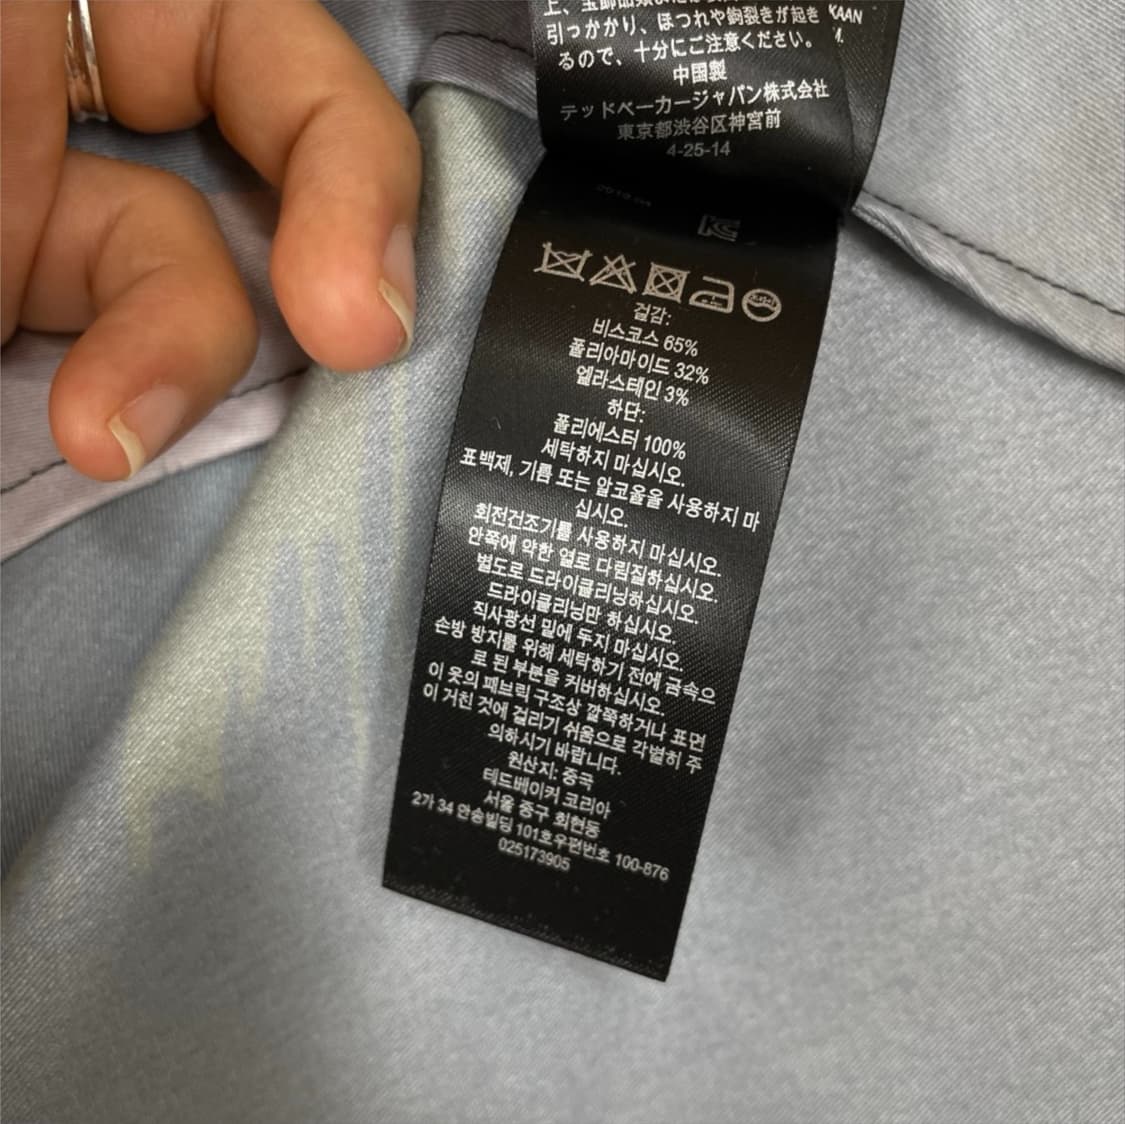 引っかかり、ほつれや鉤裂きが起き
るので、十分にご注意ください。
中国製
テッドベーカージャパン株式会社
東京都渋谷区神宮前
4-25-14
KAAN
M.
걸감:
비스코스 65%
폴리아마이드 32%
엘라스테인 3%
하단:
폴리에스터 100%
세탁하지 마십시오.
표백제, 기름 또는 알코올을 사용하지 마
십시오.
회전건조기를 사용하지 마십시오.
안쪽에 약한 열로 다림질하십시오.
별도로 드라이클리닝하십시오.
드라이클리닝만 하십시오.
직사광선 밑에 두지 마십시오.
손방 방지를 위해 세탁하기 전에 금속으
로 된 부분을 커버하십시오.
이 옷의 패브릭 구조상 깔쭉하거나 표면
이 거친 것에 걸리기 쉬움으로 각별히 주
의하시기 바랍니다.
원산지: 중국
테드베이커 코리아
서울 중구 회현동
2가 34 안송빌딩 101호우편번호 100-876
025173905